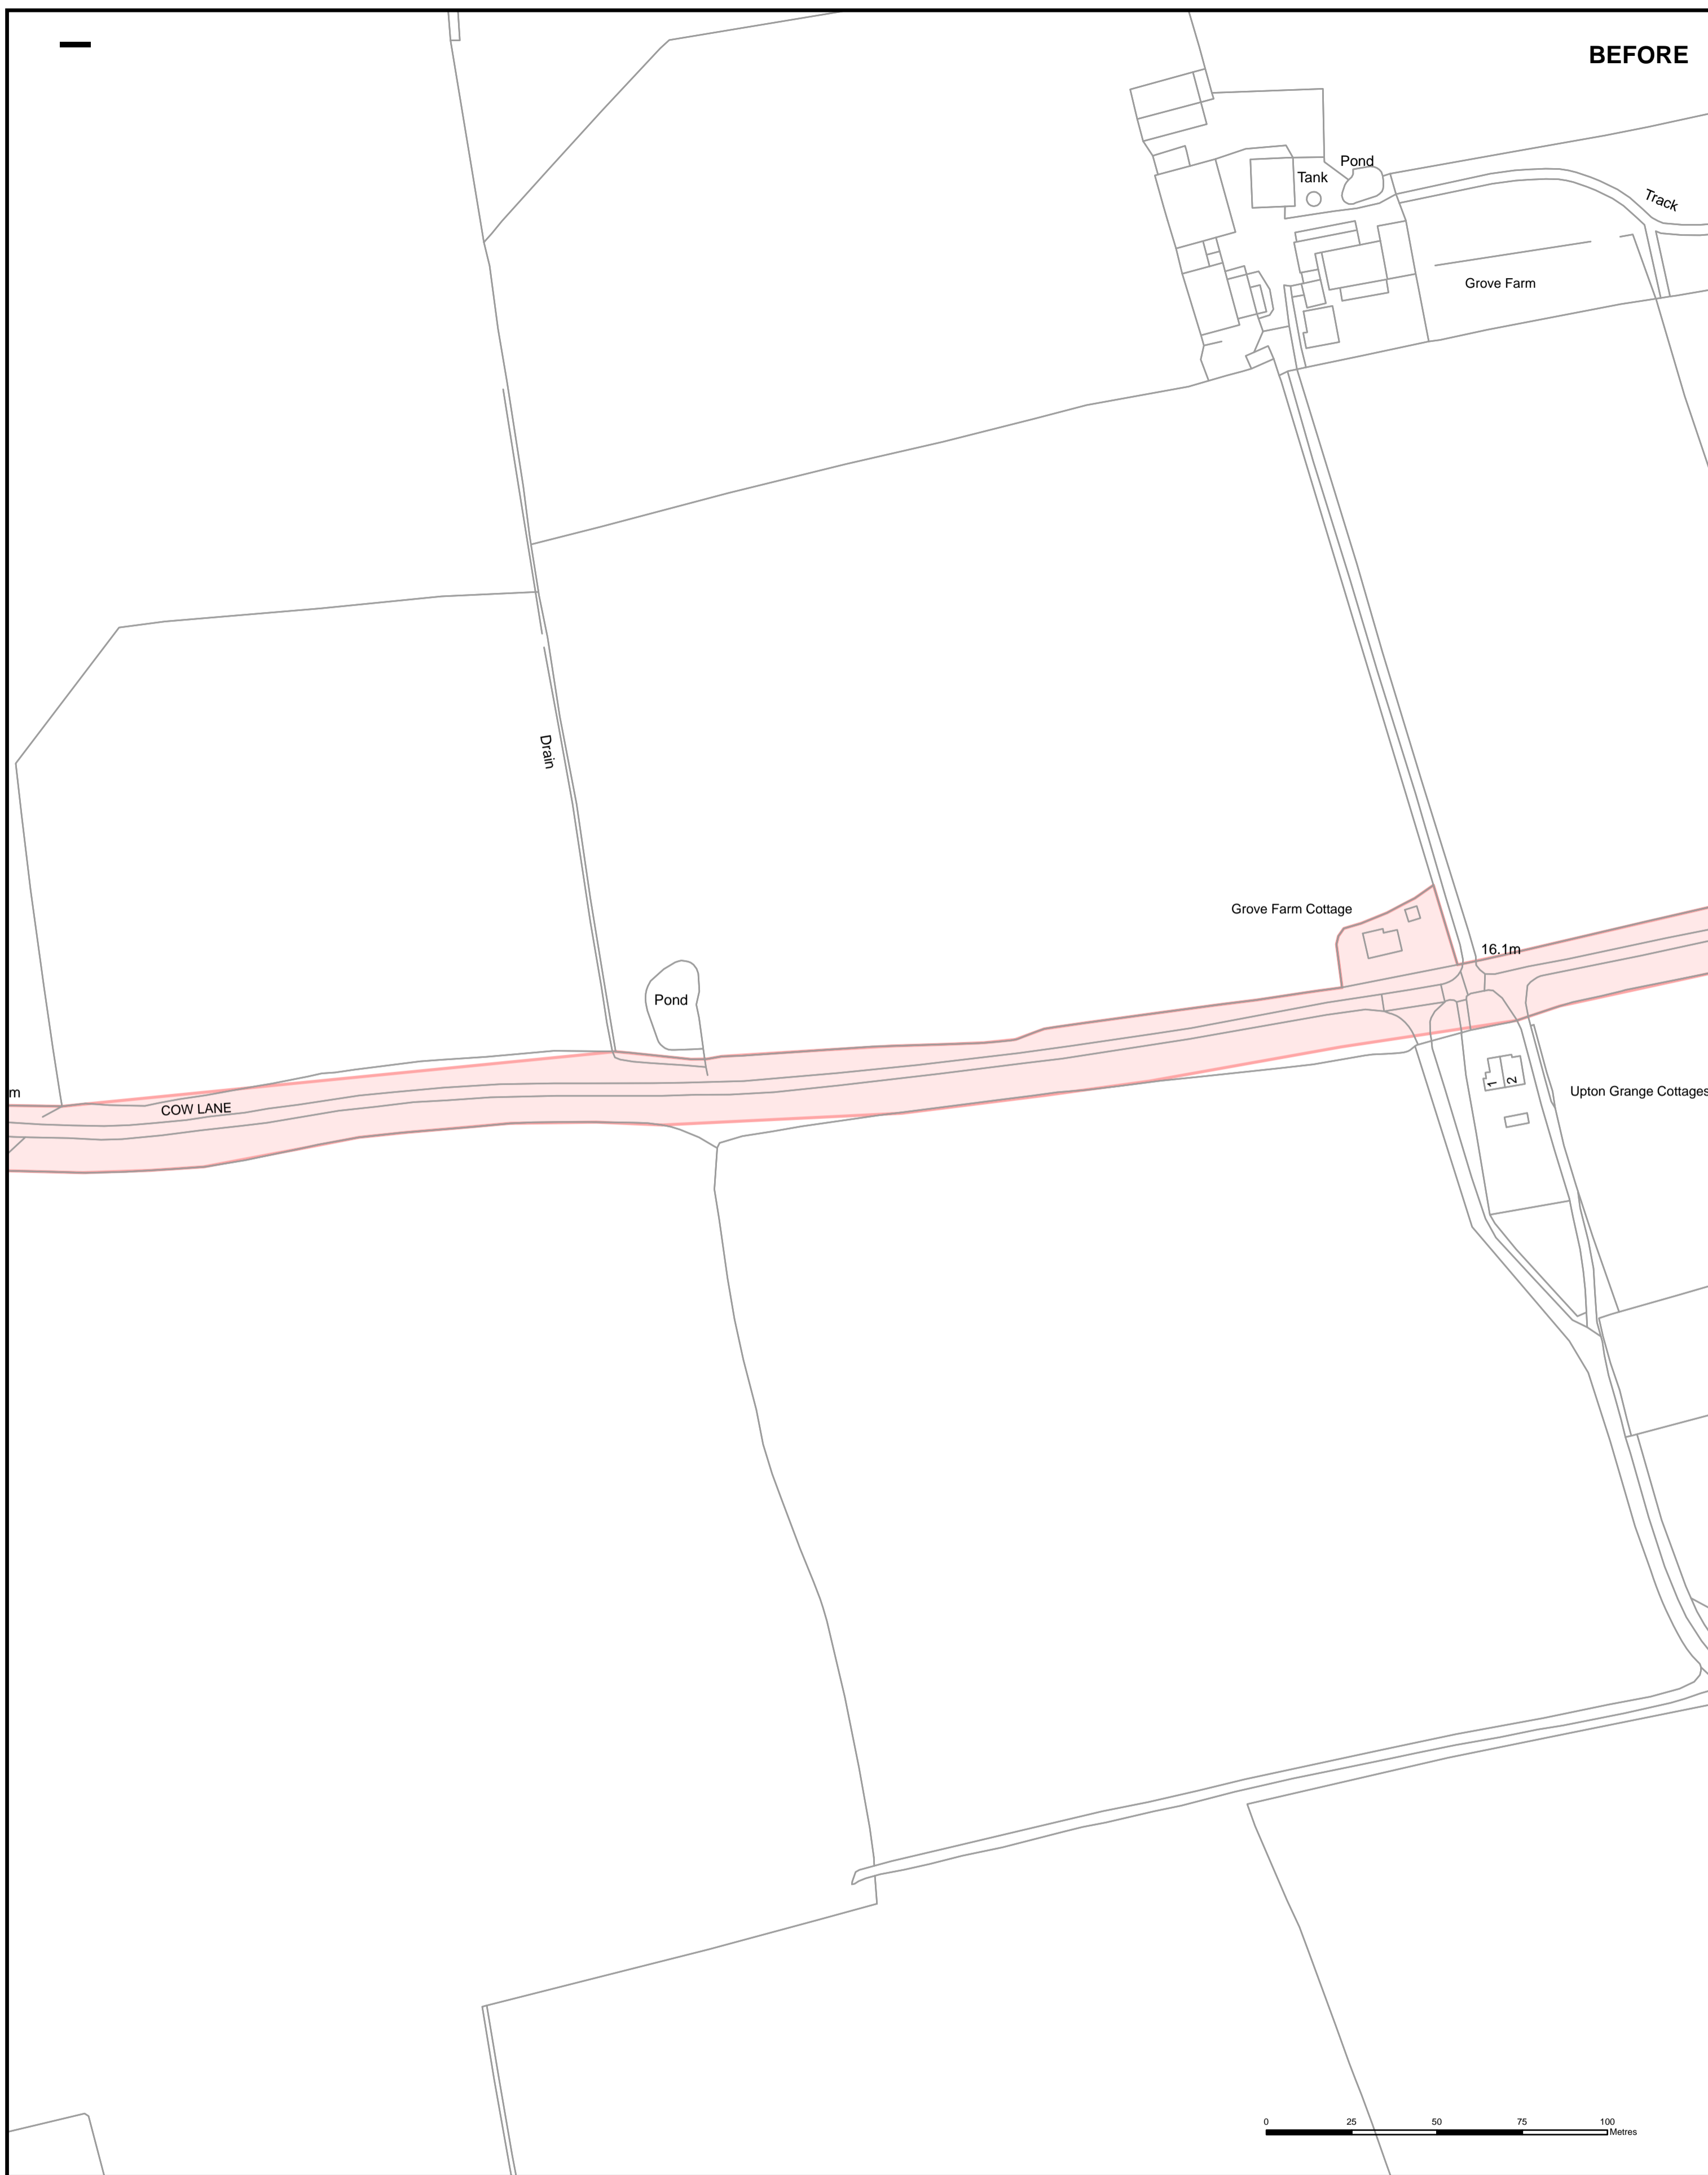 BEFORE
Pond
Tank
Track
Grove Farm
Drain
Grove Farm Cottage
16.1m
Pond
m
COW LANE
1
2
Upton Grange Cottages
0 25 50 75 100
Metres